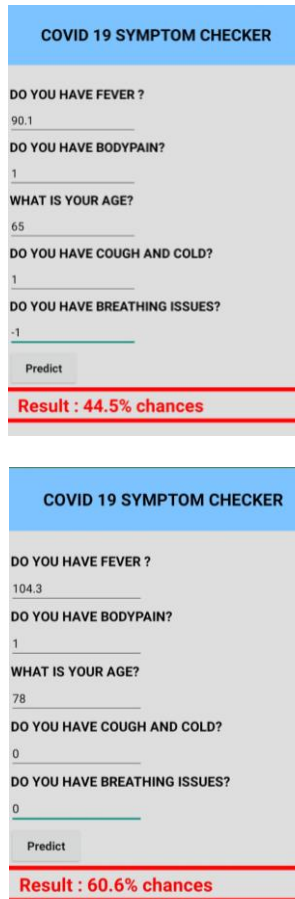 COVID 19 SYMPTOM CHECKER
DO YOU HAVE FEVER ?
90.1
DO YOU HAVE BODYPAIN?
1
WHAT IS YOUR AGE?
65
DO YOU HAVE COUGH AND COLD?
1
DO YOU HAVE BREATHING ISSUES?
-1
Predict
Result : 44.5% chances
COVID 19 SYMPTOM CHECKER
DO YOU HAVE FEVER ?
104.3
DO YOU HAVE BODYPAIN?
1
WHAT IS YOUR AGE?
78
DO YOU HAVE COUGH AND COLD?
0
DO YOU HAVE BREATHING ISSUES?
0
Predict
Result : 60.6% chances